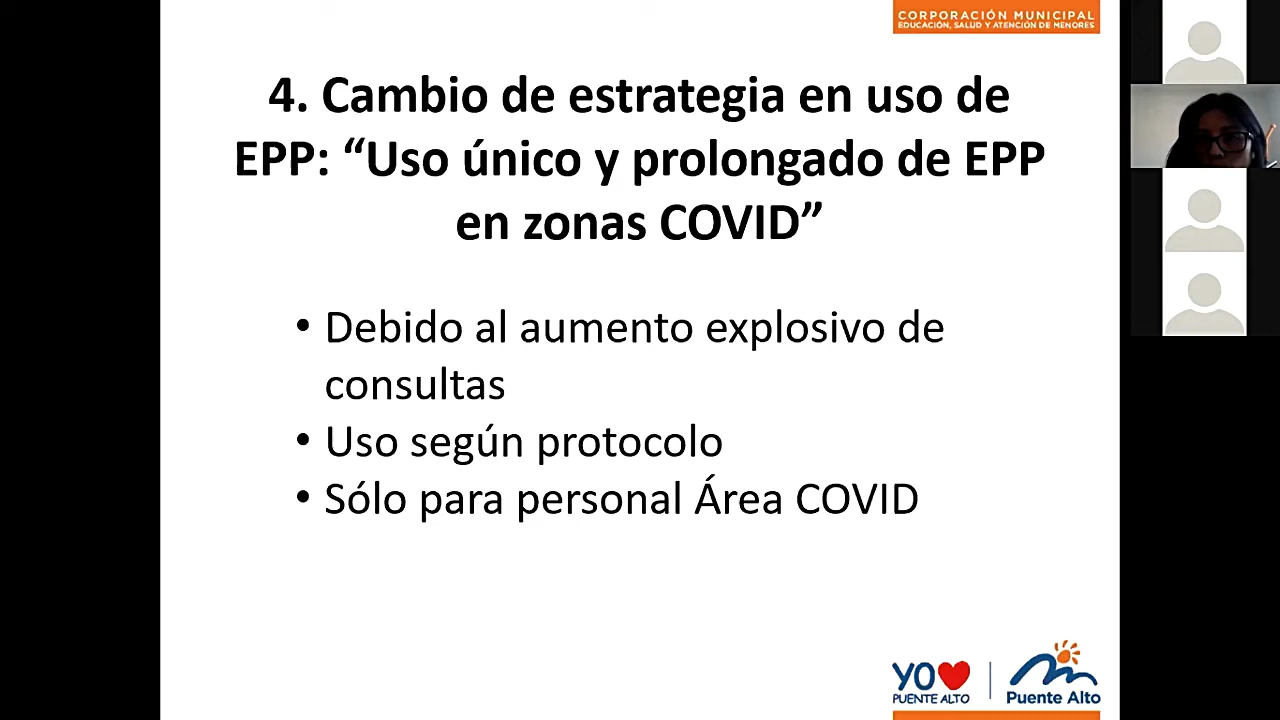 CORPORACIÓN MUNICIPAL
EDUCACIÓN, SALUD Y ATENCIÓN DE MENORES
4. Cambio de estrategia en uso de
EPP: “Uso único y prolongado de EPP
en zonas COVID”
• Debido al aumento explosivo de
consultas
• Uso según protocolo
• Sólo para personal Área COVID
YO
PUENTE ALTO
Puente Alto